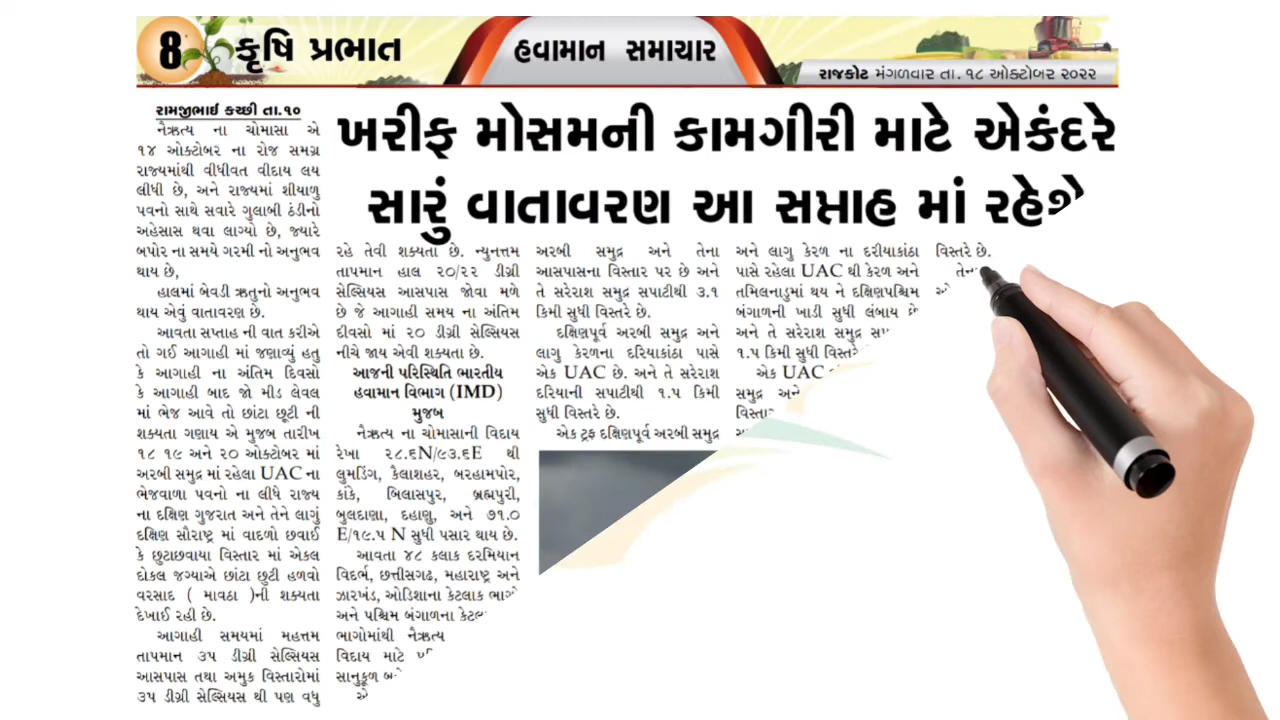 8 કૃષિ પ્રભાત
હવામાન સમાચાર
રાજકોટ મંગળવાર તા. ૧૮ ઓક્ટોબર ૨૦૨૨
ખરીફ મોસમની કામગીરી માટે એકંદરે
સારું વાતાવરણ આ સપ્તાહ માં રહેશે
રામજીભાઈ કચ્છી તા.૧૦
નૈઋત્ય ના ચોમાસા એ
૧૪ ઓક્ટોબર ના રોજ સમગ્ર
રાજ્યમાંથી વીધીવત વીદાય લય
લીધી છે, અને રાજ્યમાં શીયાળુ
પવનો સાથે સવારે ગુલાબી ઠંડીનો
અહેસાસ થવા લાગ્યો છે, જ્યારે
બપોર ના સમયે ગરમી નો અનુભવ
થાય છે,
હાલમાં બેવડી ઋતુનો અનુભવ
થાય એવું વાતાવરણ છે.
આવતા સપ્તાહ ની વાત કરીએ
તો ગઈ આગાહી માં જણાવ્યું હતુ
કે આગાહી ના અંતિમ દિવસો
કે આગાહી બાદ જો મીડ લેવલ
માં ભેજ આવે તો છાંટા છૂટી ની
શક્યતા ગણાય એ મુજબ તારીખ
૧૮ ૧૯ અને ૨૦ ઓક્ટોબર માં
અરબી સમુદ્ર માં રહેલા UAC ના
ભેજવાળા પવનો ના લીધે રાજ્ય
ના દક્ષિણ ગુજરાત અને તેને લાગું
દક્ષિણ સૌરાષ્ટ્ર માં વાદળો છવાઈ
કે છુટાછવાયા વિસ્તાર માં એકલ
દોકલ જગ્યાએ છાંટા છુટી હળવો
વરસાદ ( માવઠા )ની શક્યતા
દેખાઈ રહી છે.
આગાહી સમયમાં મહત્તમ
તાપમાન ૩૫ ડીગ્રી સેલ્સિયસ
આસપાસ તથા અમુક વિસ્તારોમાં
૩૫ ડીગ્રી સેલ્સિયસ થી પણ વધુ
રહે તેવી શક્યતા છે. ન્યુનત્તમ
તાપમાન હાલ ૨૦/૨૨ ડીગ્રી
સેલ્સિયસ આસપાસ જોવા મળે
છે જે આગાહી સમય ના અંતિમ
દીવસો માં ૨૦ ડીગ્રી સેલ્સિયસ
નીચે જાય એવી શક્યતા છે.
આજની પરિસ્થિતિ ભારતીય
હવામાન વિભાગ (IMD)
મુજબ
નૈઋત્ય ના ચોમાસાની વિદાય
રેખા ૨૮.૬N/૯૩.૬E થી
લુમડિંગ, કૈલાશહર, બરહામપોર,
કાંકે, બિલાસપુર, બ્રહ્મપુરી,
બુલદાણા, દહાણુ, અને ૭૧.૦
E/૧૯.૫ N સુધી પસાર થાય છે.
આવતા ૪૮ કલાક દરમિયાન
વિદર્ભ, છત્તીસગઢ, મહારાષ્ટ્ર અને
ઝારખંડ, ઓડિશાના કેટલાક
અને પશ્ચિમ બંગાળના
ભાગોમાંથી નૈઋત્ય
વિદાય માટે
સાનુકૂળ
અરબી સમુદ્ર અને તેના
આસપાસના વિસ્તાર પર છે અને
તે સરેરાશ સમુદ્ર સપાટીથી ૩.૧
કિમી સુધી વિસ્તરે છે.
દક્ષિણપૂર્વ અરબી સમુદ્ર અને
લાગુ કેરળના દરિયાકાંઠા પાસે
એક UAC છે. અને તે સરેરાશ
દરિયાની સપાટીથી ૧.૫ કિમી
સુધી વિસ્તરે છે.
એક ટ્રફ દક્ષિણપૂર્વ અરબી સમુદ્ર
અને લાગુ કેરળ ના દરીયાકાંઠા
પાસે રહેલા UAC થી કેરળ અને
તમિલનાડુમાં થય ને દક્ષિણપશ્ચિમ
બંગાળની ખાડી સુધી લંબાય છે
અને તે સરેરાશ સમુદ્ર
૧.૫ કિમી સુધી
એક UAC
સમુદ્ર અને
વિસ્તરે છે.